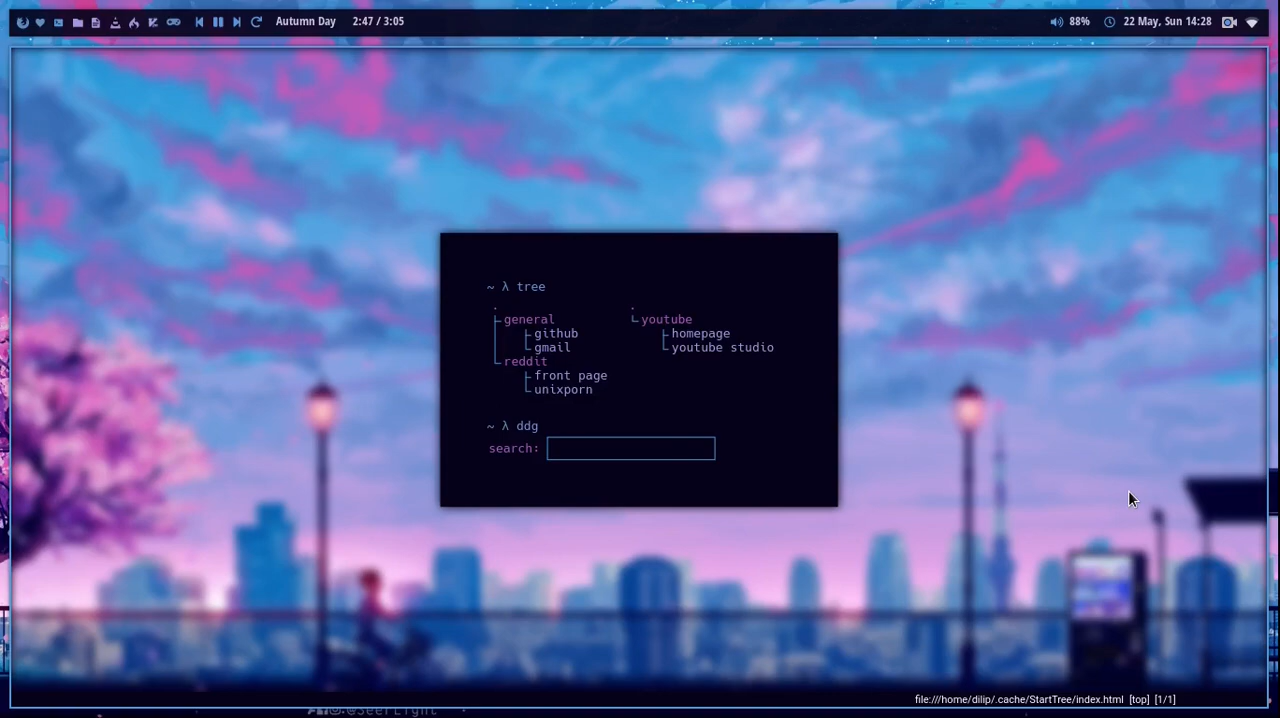 Autumn Day 2:47 / 3:05 88% 22 May, Sun 14:28
~ λ tree
. .
general youtube
github homepage
gmail youtube studio
reddit
front page
unixporn
~ λ ddg
search:
file:///home/dilip/.cache/StartTree/index.html [top] [1/1]